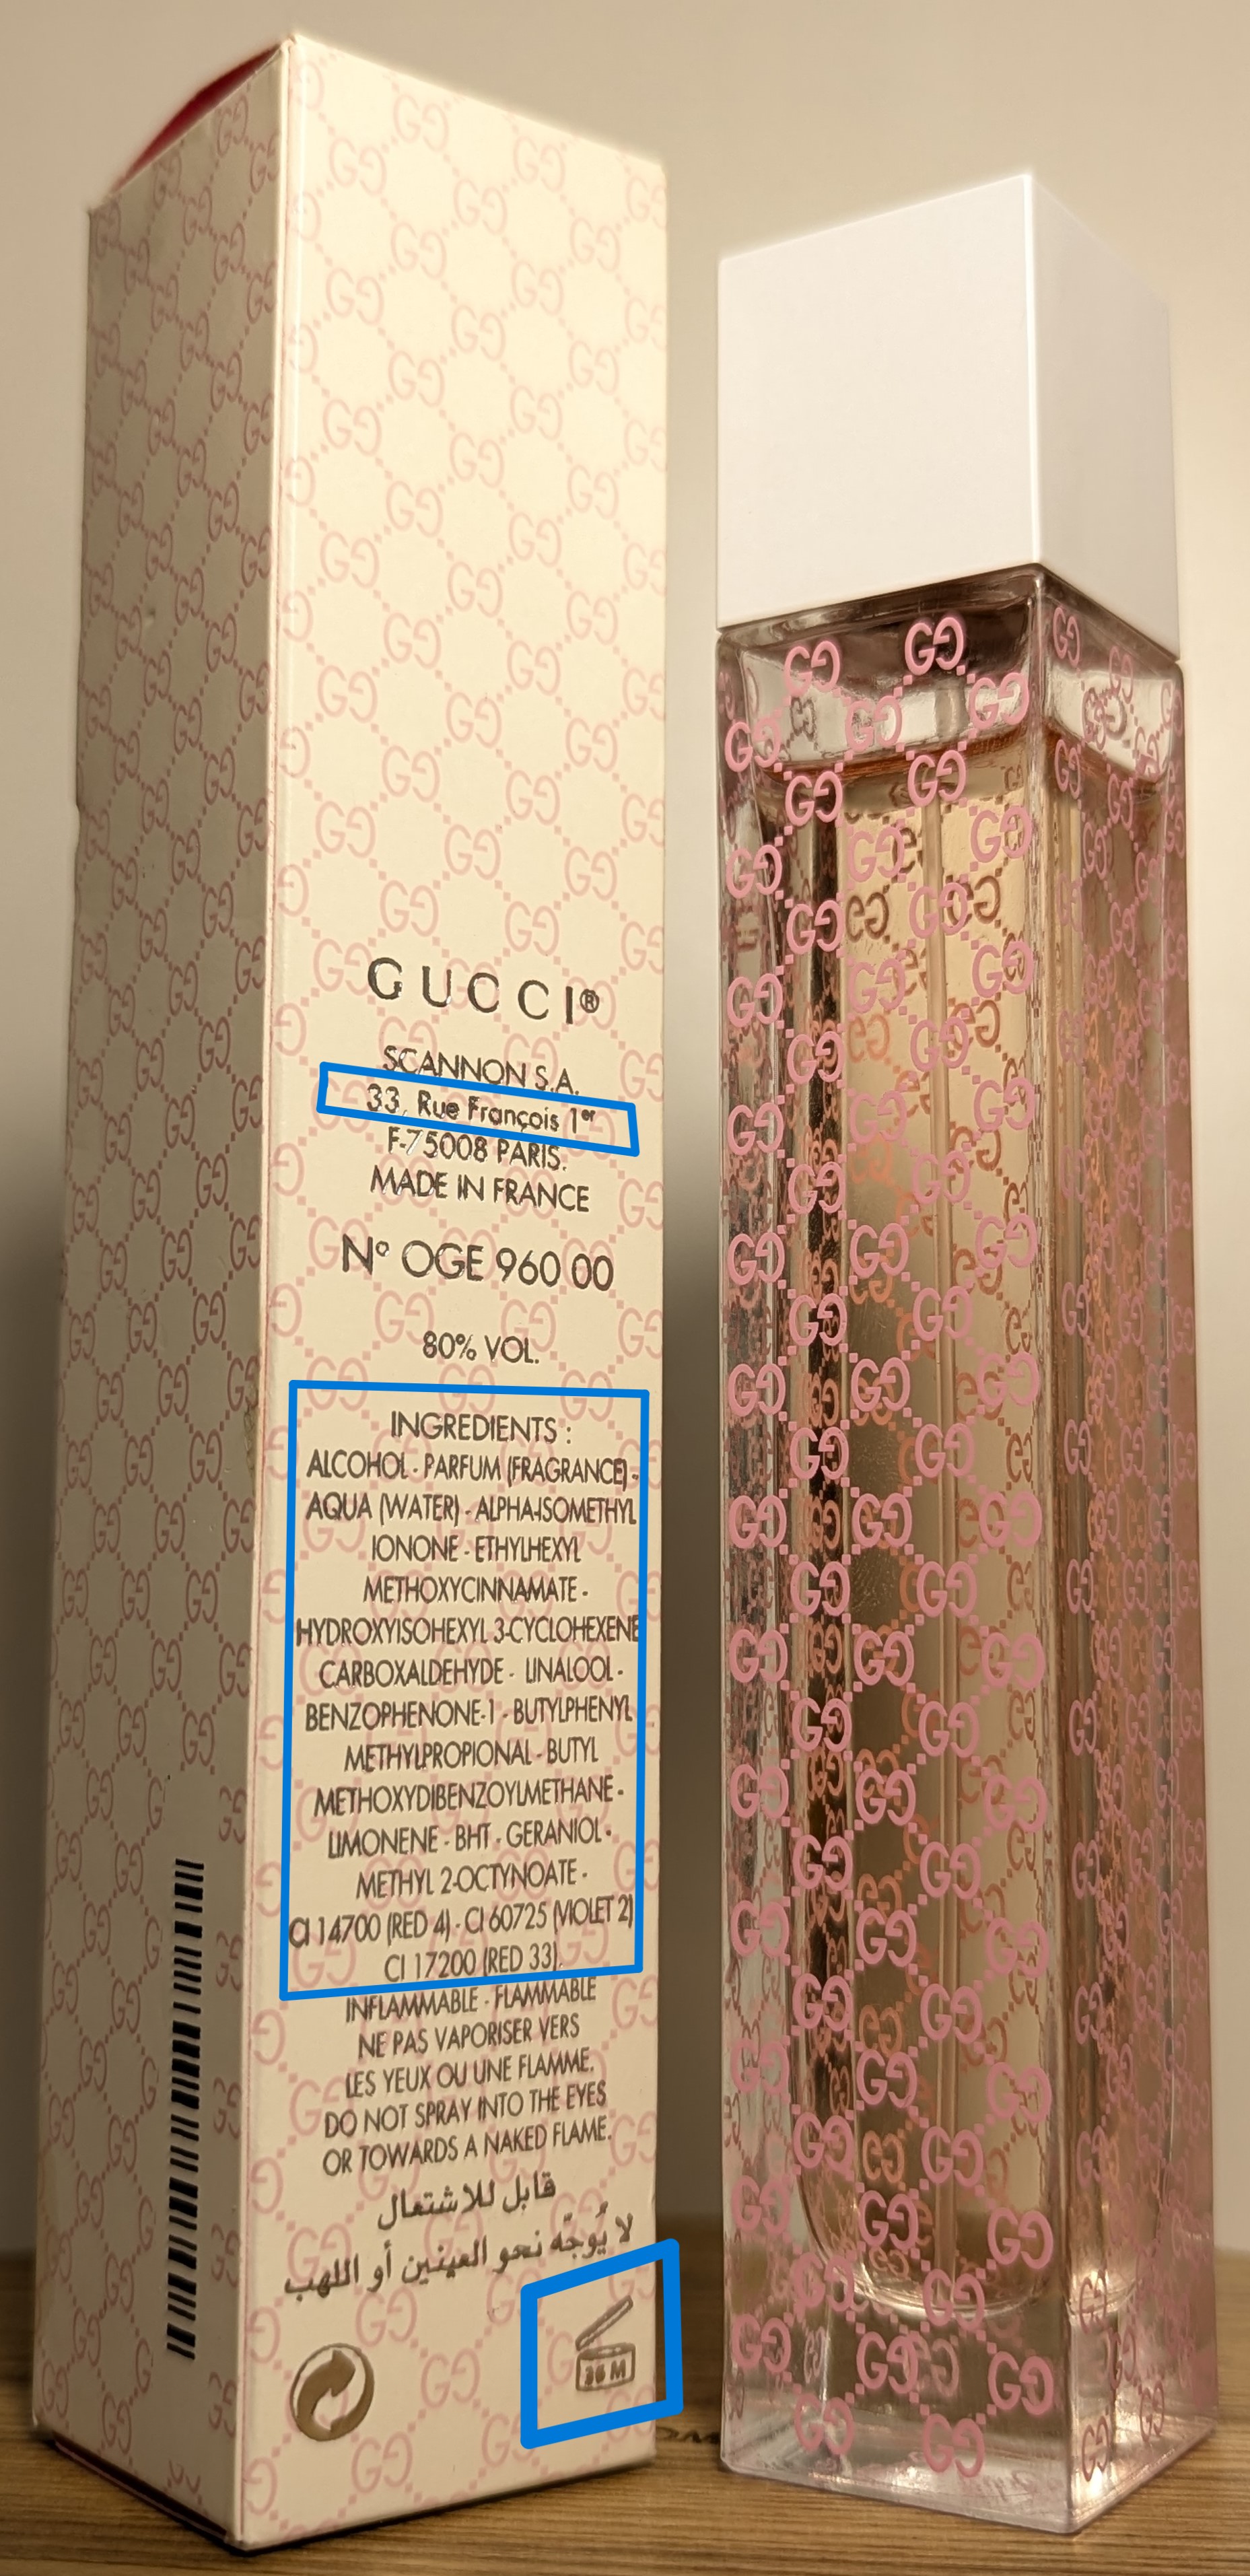 GUCCI®
SCANNON S.A.
33, Rue François 1er
F-75008 PARIS.
MADE IN FRANCE
N° OGE 960 00
80% VOL.
INGREDIENTS :
ALCOHOL - PARFUM (FRAGRANCE) -
AQUA (WATER) - ALPHA-ISOMETHYL
IONONE - ETHYLHEXYL
METHOXYCINNAMATE -
HYDROXYISOHEXYL 3-CYCLOHEXENE
CARBOXALDEHYDE - LINALOOL -
BENZOPHENONE-1 - BUTYLPHENYL
METHYLPROPIONAL - BUTYL
METHOXYDIBENZOYLMETHANE -
LIMONENE - BHT - GERANIOL -
METHYL 2-OCTYNOATE -
CI 14700 (RED 4) - CI 60725 (VIOLET 2)
CI 17200 (RED 33).
INFLAMMABLE - FLAMMABLE
NE PAS VAPORISER VERS
LES YEUX OU UNE FLAMME.
DO NOT SPRAY INTO THE EYES
OR TOWARDS A NAKED FLAME.
قابل للاشتعال
لا يُوجّه نحو العينين أو اللهب
36 M